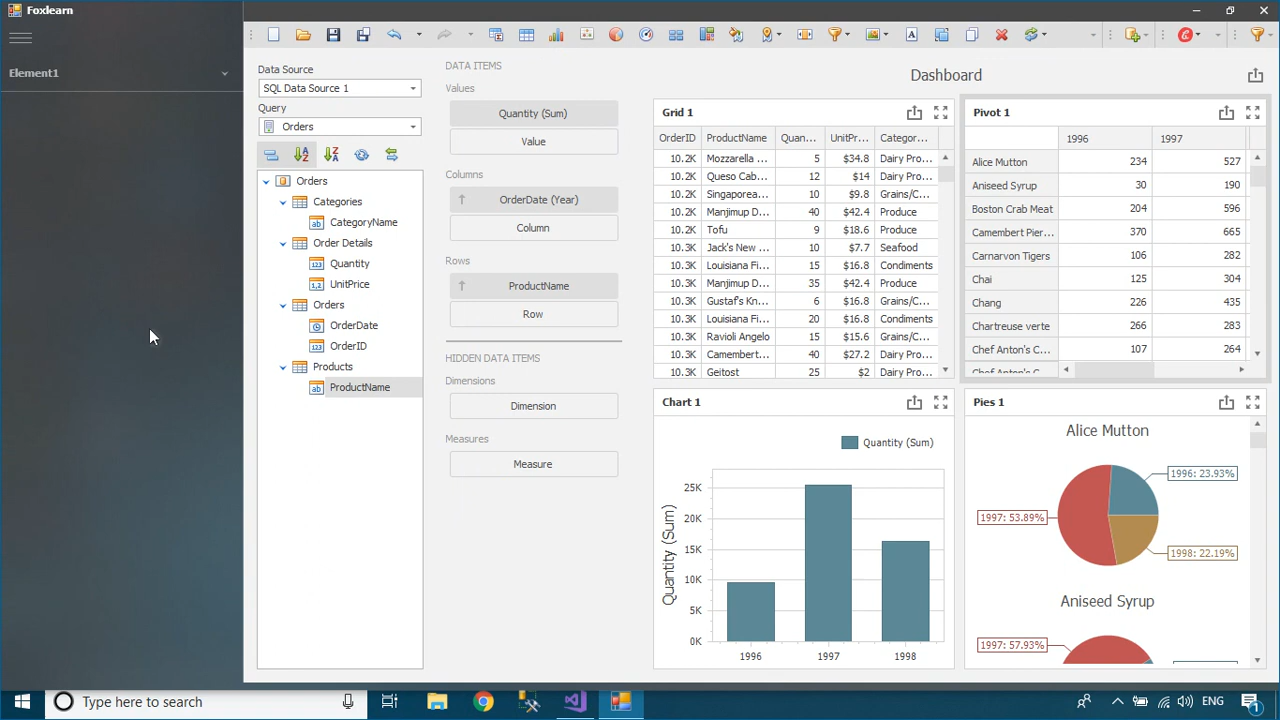 Foxlearn
Element1
Data Source
SQL Data Source 1
Query
Orders
Orders
Categories
CategoryName
Order Details
Quantity
UnitPrice
Orders
OrderDate
OrderID
Products
ProductName
DATA ITEMS
Values
Quantity (Sum)
Value
Columns
OrderDate (Year)
Column
Rows
ProductName
Row
HIDDEN DATA ITEMS
Dimensions
Dimension
Measures
Measure
Dashboard
Grid 1
OrderID ProductName Quan... UnitPr... Categor...
10.2K Mozzarella ... 5 $34.8 Dairy Pro...
10.2K Queso Cab... 12 $14 Dairy Pro...
10.2K Singaporea... 10 $9.8 Grains/C...
10.2K Manjimup D... 40 $42.4 Produce
10.2K Tofu 9 $18.6 Produce
10.3K Jack's New ... 10 $7.7 Seafood
10.3K Louisiana Fi... 15 $16.8 Condiments
10.3K Manjimup D... 35 $42.4 Produce
10.3K Gustaf's Kn... 6 $16.8 Grains/C...
10.3K Louisiana Fi... 20 $16.8 Condiments
10.3K Ravioli Angelo 15 $15.6 Grains/C...
10.3K Camembert... 40 $27.2 Dairy Pro...
10.3K Geitost 25 $2 Dairy Pro...
Pivot 1
1996 1997
Alice Mutton 234 527
Aniseed Syrup 30 190
Boston Crab Meat 204 596
Camembert Pier... 370 665
Carnarvon Tigers 106 282
Chai 125 304
Chang 226 435
Chartreuse verte 266 283
Chef Anton's C... 107 264
Chef Anton's G...
Chart 1
Quantity (Sum)
Quantity (Sum)
25K
20K
15K
10K
5K
0K
1996 1997 1998
Pies 1
Alice Mutton
1996: 23.93%
1997: 53.89%
1998: 22.19%
Aniseed Syrup
1997: 57.93%
Type here to search
ENG
1